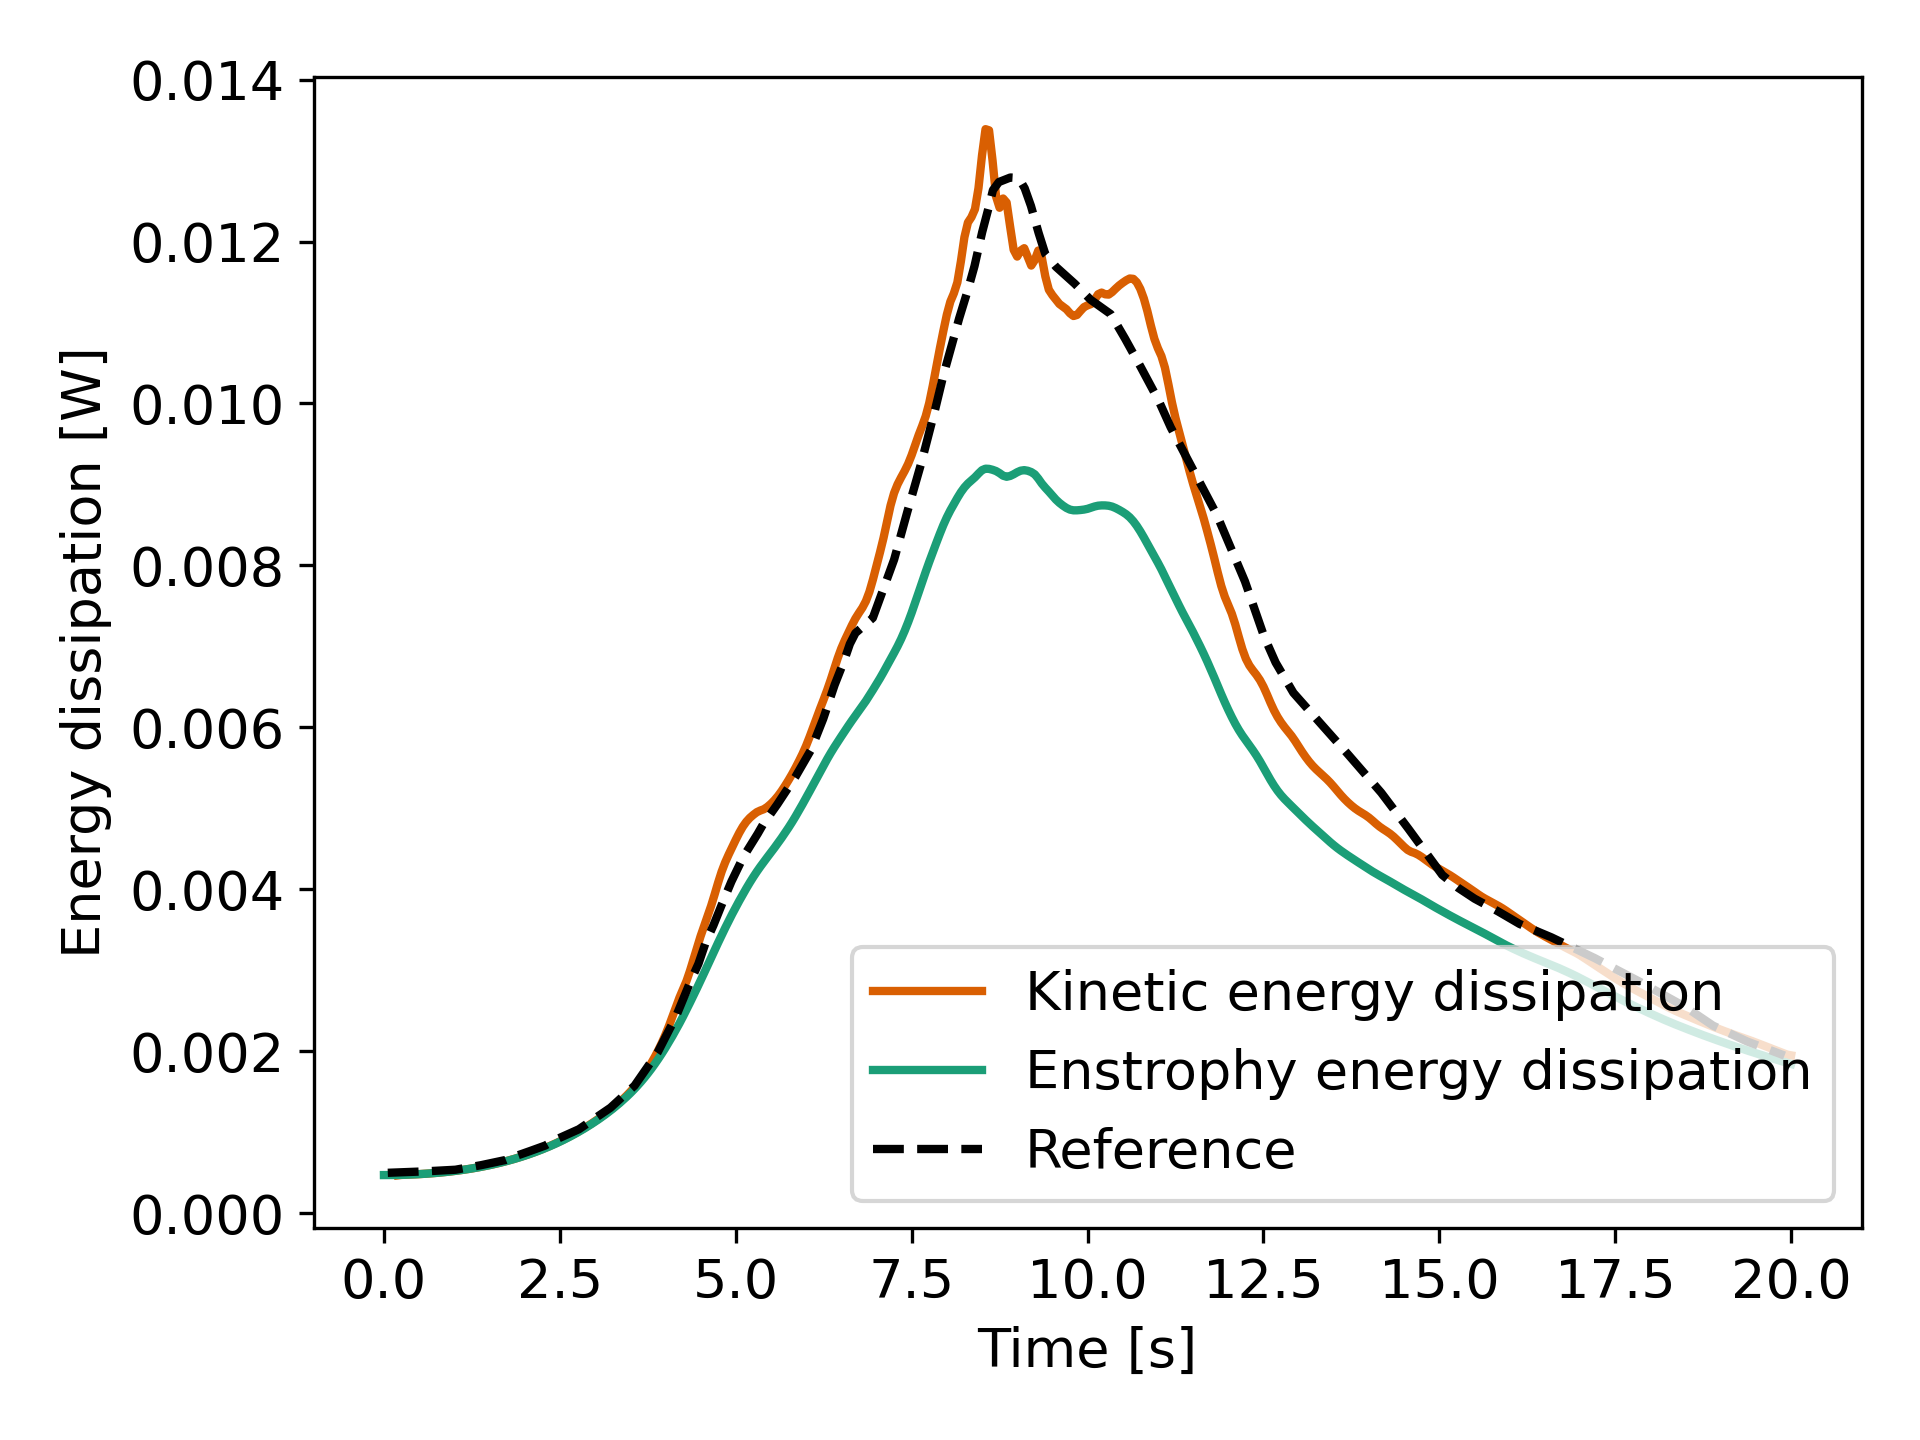 0.014
0.012
0.010
0.008
0.006
0.004
0.002
0.000
Energy dissipation [W]
Kinetic energy dissipation
Enstrophy energy dissipation
Reference
0.0 2.5 5.0 7.5 10.0 12.5 15.0 17.5 20.0
Time [s]